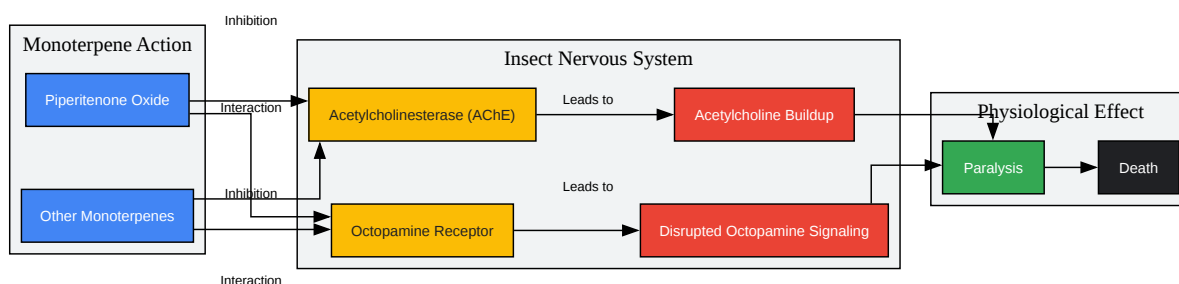 Inhibition
Monoterpene Action
Insect Nervous System
Piperitenone Oxide
Interaction
Acetylcholinesterase (AChE)
Leads to
Acetylcholine Buildup
Physiological Effect
Paralysis
Death
Other Monoterpenes
Inhibition
Octopamine Receptor
Leads to
Disrupted Octopamine Signaling
Interaction